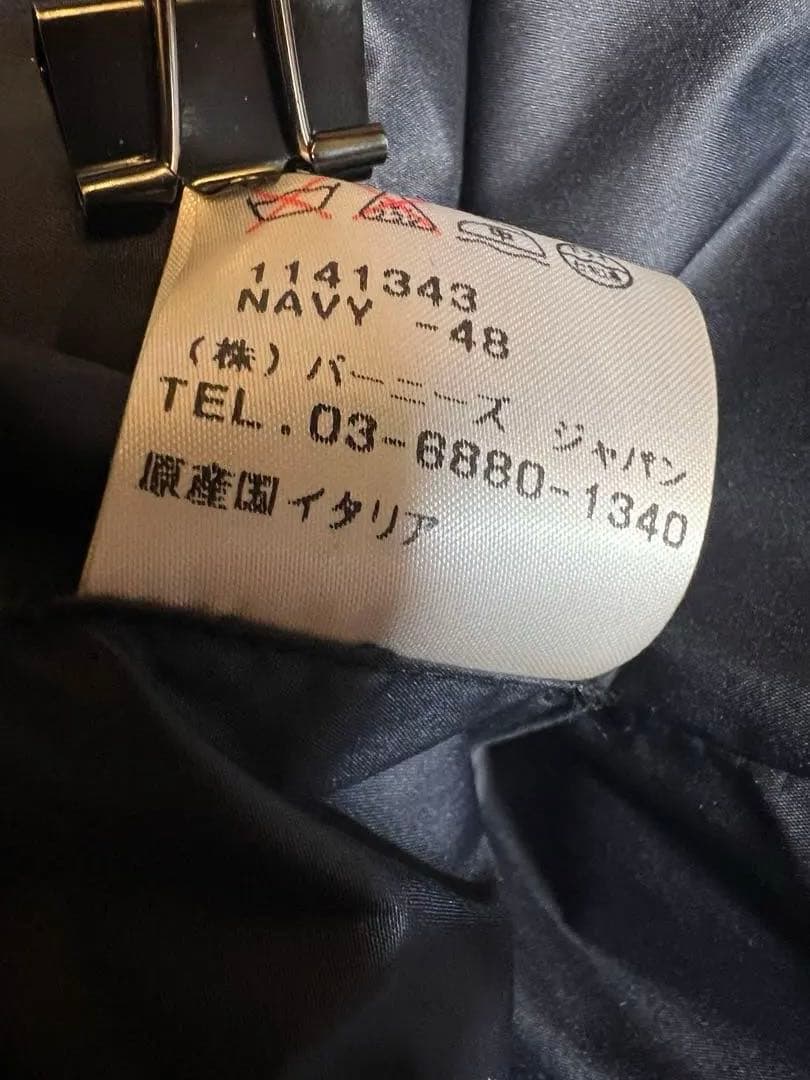 1141343
NAVY -48
(株) バーニーズ ジャパン
TEL.03-6880-1340
原産国イタリア